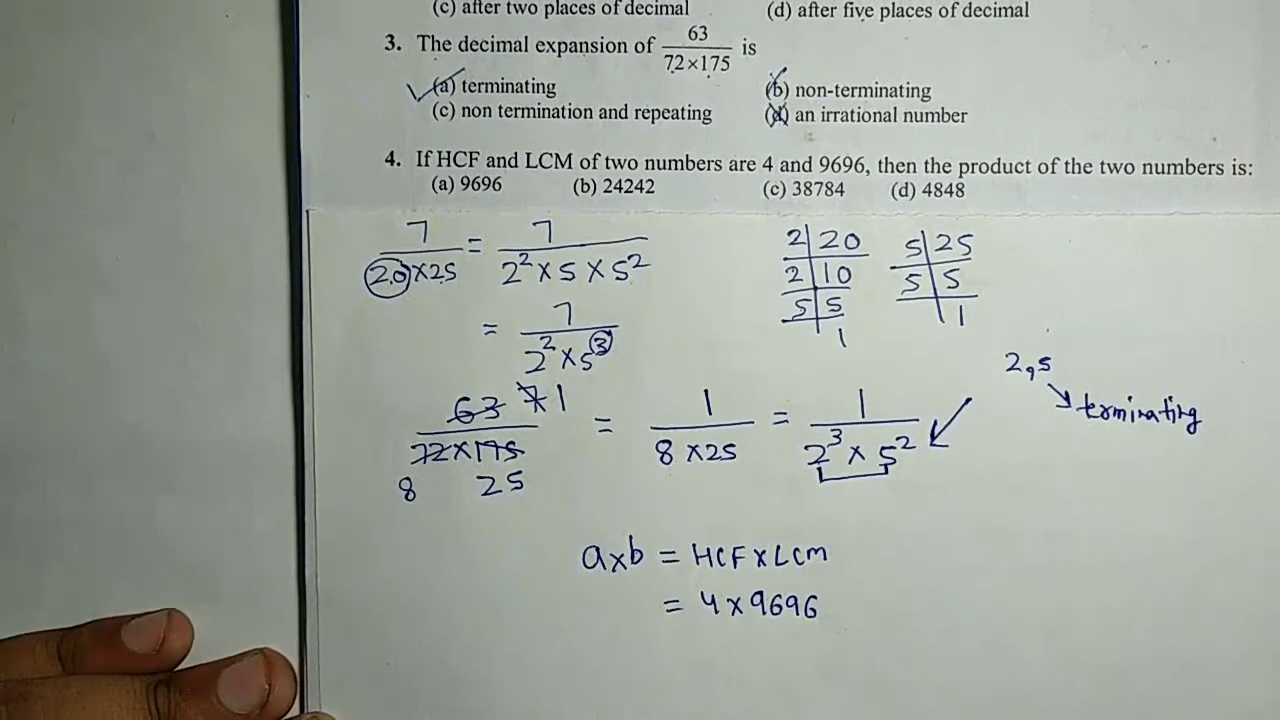 (c) after two places of decimal (d) after five places of decimal
3. The decimal expansion of 63/(72×175) is
(a) terminating (b) non-terminating
(c) non termination and repeating (d) an irrational number
4. If HCF and LCM of two numbers are 4 and 9696, then the product of the two numbers is:
(a) 9696 (b) 24242 (c) 38784 (d) 4848
7/(20×25) = 7/(2²×5×5²)
= 7/(2²×5³)
2|20
2|10
5|5
1
5|25
5|5
1
2,5
terminating
63 7 1
72×175
8 25
= 1/(8×25) = 1/(2³×5²)
a×b = HCF×LCM
= 4×9696